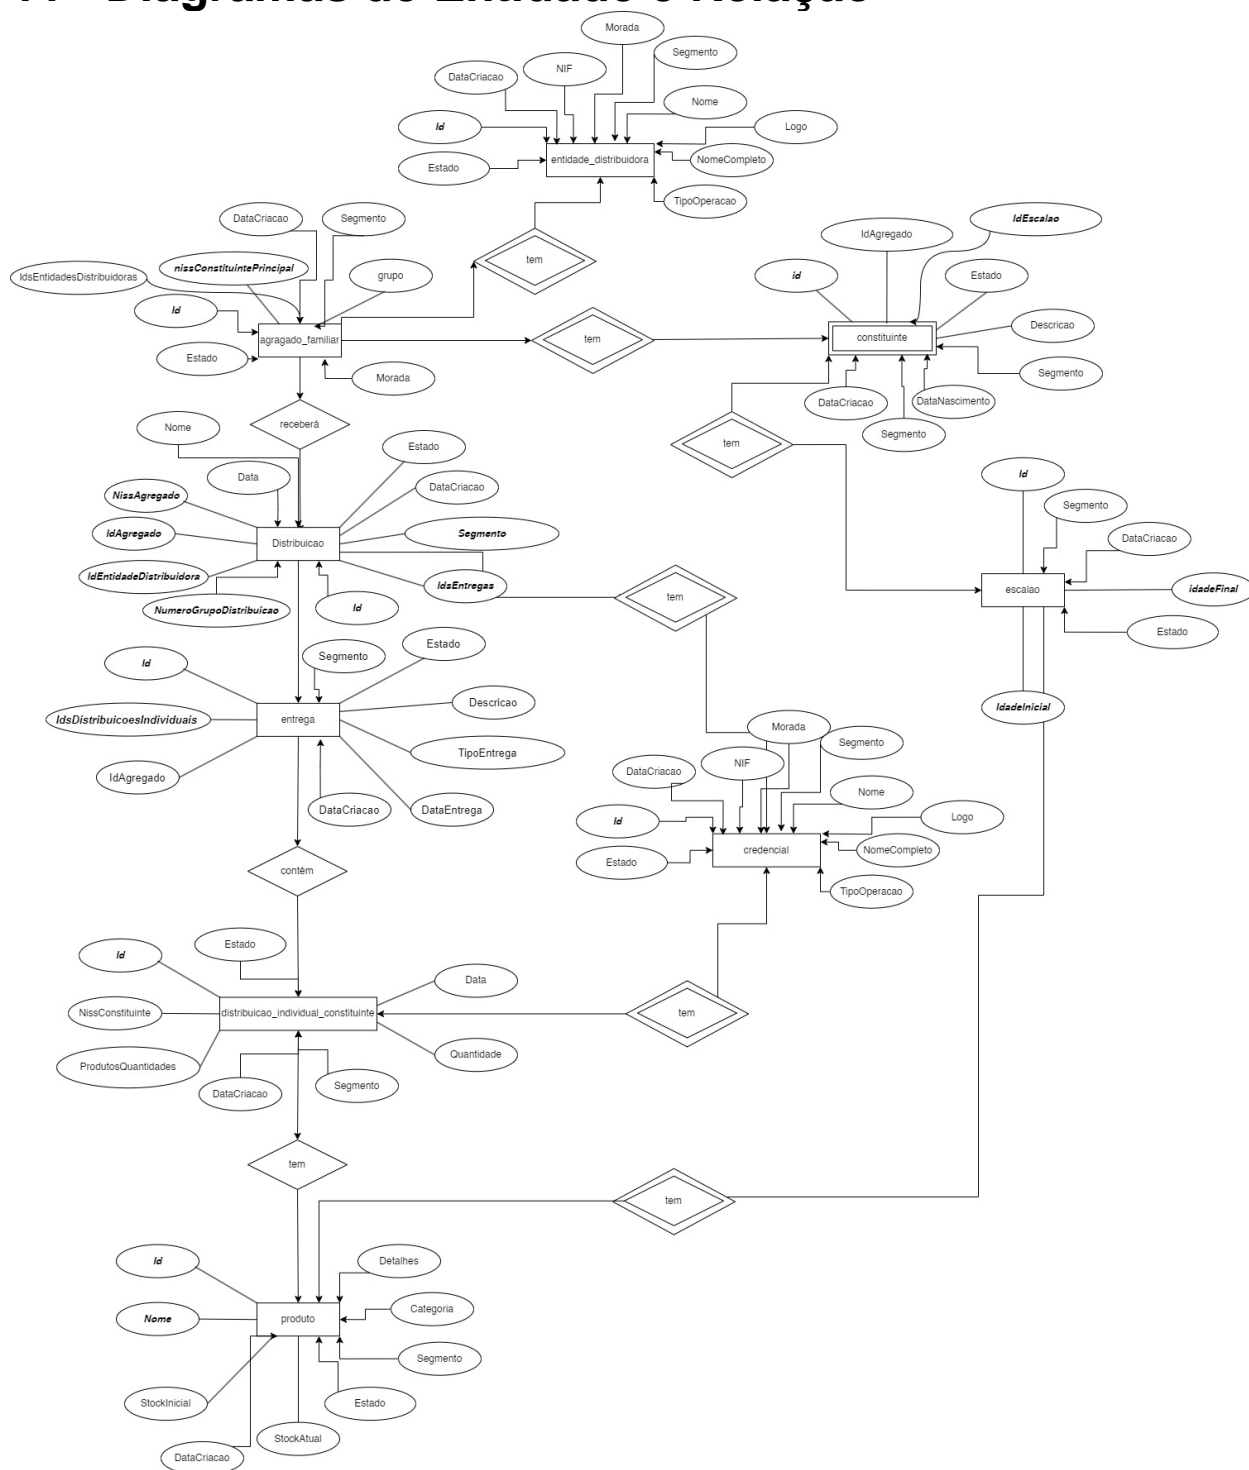 Diagramas de Entidade e Relação
Morada
Segmento
NIF
DataCriacao
Nome
Id
Logo
Estado
entidade_distribuidora
NomeCompleto
TipoOperacao
DataCriacao
Segmento
IdEscalao
IdAgregado
nissConstituintePrincipal
tem
IdsEntidadesDistribuidoras
grupo
id
Estado
Id
agragado_familiar
tem
constituinte
Descricao
Estado
Morada
Segmento
DataCriacao
DataNascimento
Segmento
receberá
Nome
tem
Estado
Data
Id
NissAgregado
DataCriacao
Segmento
IdAgregado
Distribuicao
Segmento
DataCriacao
IdEntidadeDistribuidora
IdsEntregas
tem
escalao
idadeFinal
NumeroGrupoDistribuicao
Id
Estado
Id
Segmento
Estado
Descricao
IdadeInicial
IdsDistribuicoesIndividuais
entrega
TipoEntrega
Morada
Segmento
IdAgregado
DataCriacao
NIF
DataCriacao
DataEntrega
Nome
Id
Logo
Estado
credencial
NomeCompleto
contêm
TipoOperacao
Estado
Id
Data
NissConstituinte
distribuicao_individual_constituinte
tem
ProdutosQuantidades
Quantidade
DataCriacao
Segmento
tem
tem
Id
Detalhes
Nome
produto
Categoria
Segmento
StockInicial
Estado
StockAtual
DataCriacao